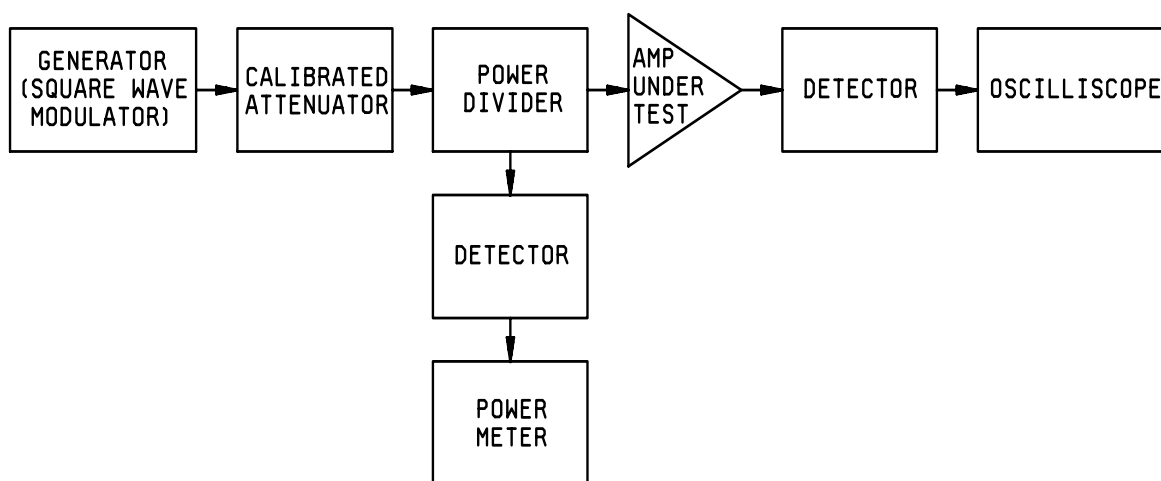 GENERATOR
(SQUARE WAVE
MODULATOR)
CALIBRATED
ATTENUATOR
POWER
DIVIDER
AMP
UNDER
TEST
DETECTOR
OSCILLISCOPE
DETECTOR
POWER
METER